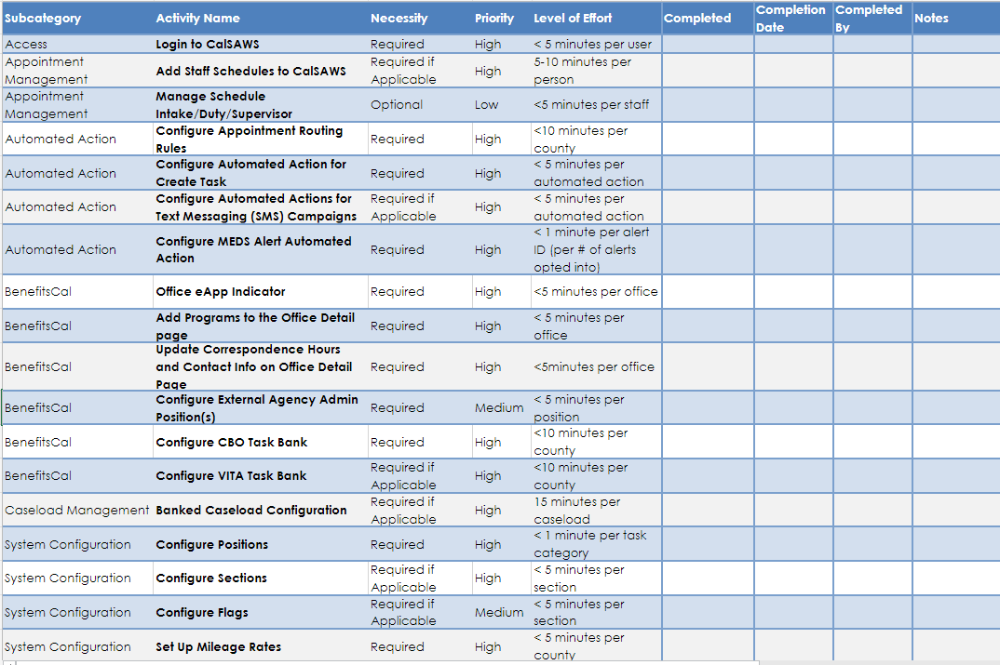 Subcategory Activity Name Necessity Priority Level of Effort Completed Completion Date Completed By Notes
Access Login to CalSAWS Required High < 5 minutes per user
Appointment Management Add Staff Schedules to CalSAWS Required if Applicable High 5-10 minutes per person
Appointment Management Manage Schedule Intake/Duty/Supervisor Optional Low <5 minutes per staff
Automated Action Configure Appointment Routing Rules Required High <10 minutes per county
Automated Action Configure Automated Action for Create Task Required High < 5 minutes per automated action
Automated Action Configure Automated Actions for Text Messaging (SMS) Campaigns Required if Applicable High < 5 minutes per automated action
Automated Action Configure MEDS Alert Automated Action Required High < 1 minute per alert ID (per # of alerts opted into)
BenefitsCal Office eApp Indicator Required High <5 minutes per office
BenefitsCal Add Programs to the Office Detail page Required High < 5 minutes per office
BenefitsCal Update Correspondence Hours and Contact Info on Office Detail Page Required High <5minutes per office
BenefitsCal Configure External Agency Admin Position(s) Required Medium < 5 minutes per position
BenefitsCal Configure CBO Task Bank Required High <10 minutes per county
BenefitsCal Configure VITA Task Bank Required if Applicable High <10 minutes per county
Caseload Management Banked Caseload Configuration Required if Applicable High 15 minutes per caseload
System Configuration Configure Positions Required High < 1 minute per task category
System Configuration Configure Sections Required if Applicable High < 5 minutes per section
System Configuration Configure Flags Required if Applicable Medium < 5 minutes per section
System Configuration Set Up Mileage Rates Required High < 5 minutes per county